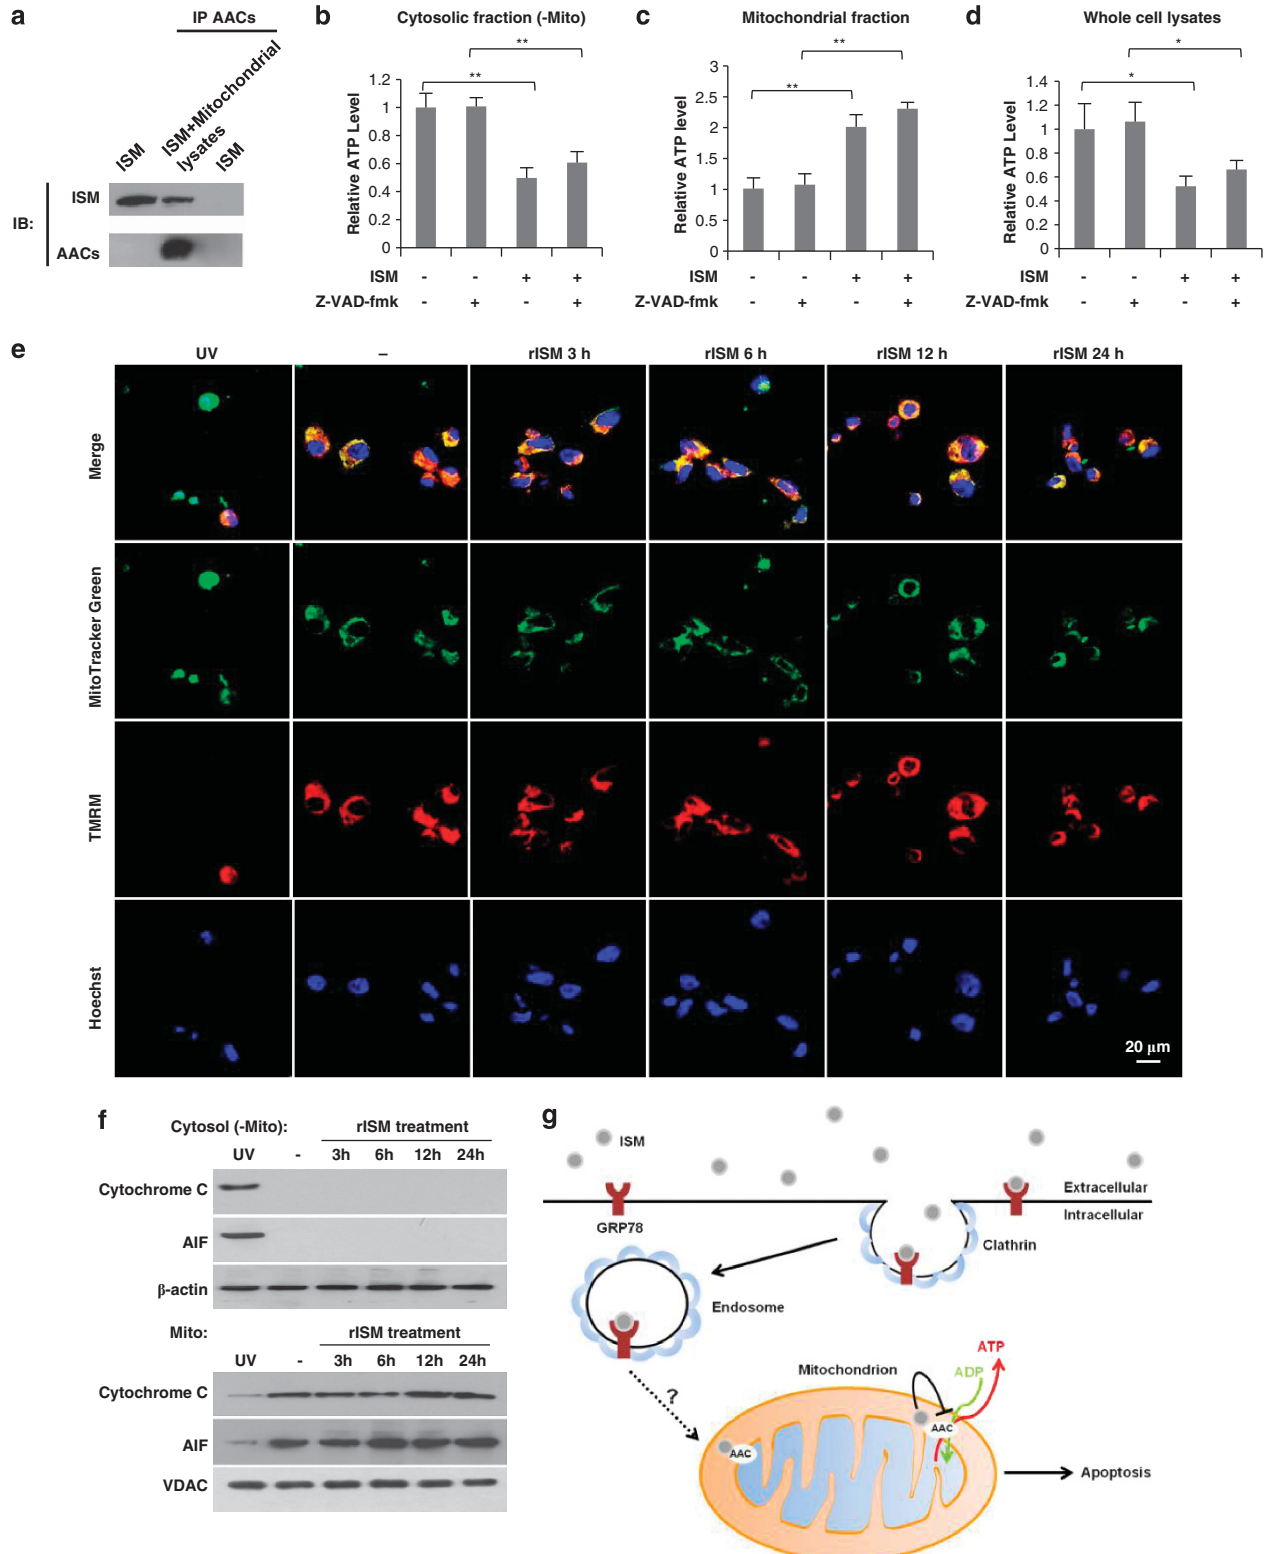 a
IP AACs
ISM
ISM+Mitochondrial
lysates
ISM
IB:
ISM
AACs
b
Cytosolic fraction (-Mito)
**
**
Relative ATP Level
1.2
1
0.8
0.6
0.4
0.2
0
ISM - - + +
Z-VAD-fmk - + - +
c
Mitochondrial fraction
**
**
Relative ATP level
3
2.5
2
1.5
1
0.5
0
ISM - - + +
Z-VAD-fmk - + - +
d
Whole cell lysates
*
*
Relative ATP Level
1.4
1.2
1
0.8
0.6
0.4
0.2
0
ISM - - + +
Z-VAD-fmk - + - +
e
UV – rISM 3 h rISM 6 h rISM 12 h rISM 24 h
Merge
MitoTracker Green
TMRM
Hoechst
20 μm
f
Cytosol (-Mito): rISM treatment
UV - 3h 6h 12h 24h
Cytochrome C
AIF
β-actin
Mito: rISM treatment
UV - 3h 6h 12h 24h
Cytochrome C
AIF
VDAC
g
ISM
Extracellular
Intracellular
GRP78
Clathrin
Endosome
?
Mitochondrion
ATP
ADP
AAC
AAC
Apoptosis